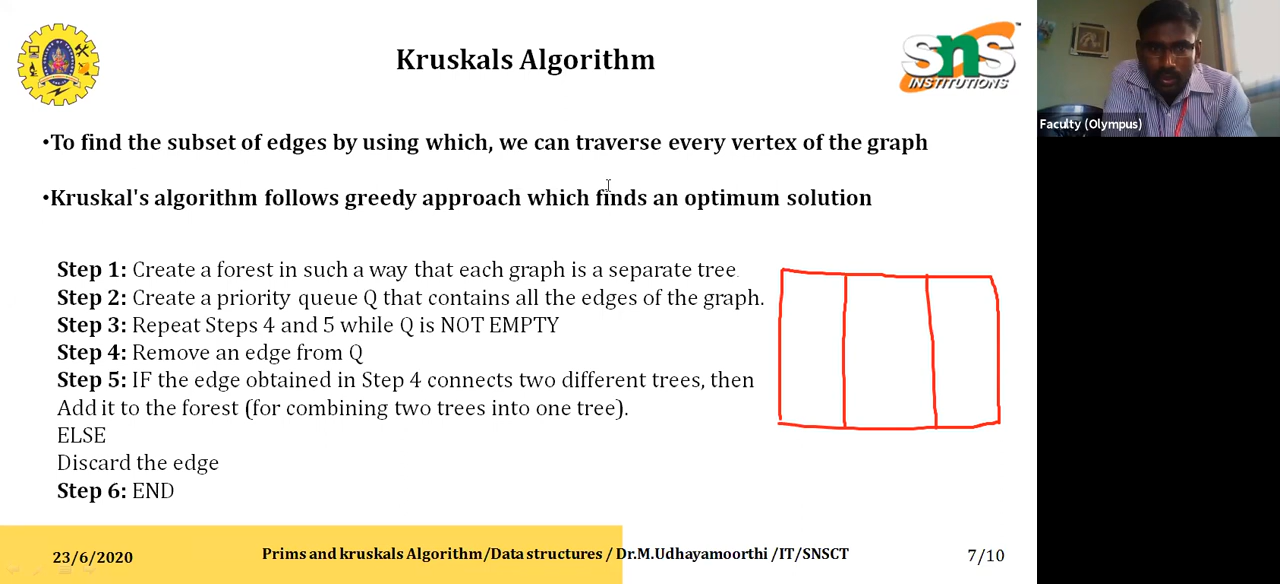 Kruskals Algorithm
sns
INSTITUTIONS
Faculty (Olympus)
•To find the subset of edges by using which, we can traverse every vertex of the graph
•Kruskal's algorithm follows greedy approach which finds an optimum solution
Step 1: Create a forest in such a way that each graph is a separate tree.
Step 2: Create a priority queue Q that contains all the edges of the graph.
Step 3: Repeat Steps 4 and 5 while Q is NOT EMPTY
Step 4: Remove an edge from Q
Step 5: IF the edge obtained in Step 4 connects two different trees, then
Add it to the forest (for combining two trees into one tree).
ELSE
Discard the edge
Step 6: END
23/6/2020
Prims and kruskals Algorithm/Data structures / Dr.M.Udhayamoorthi /IT/SNSCT
7/10